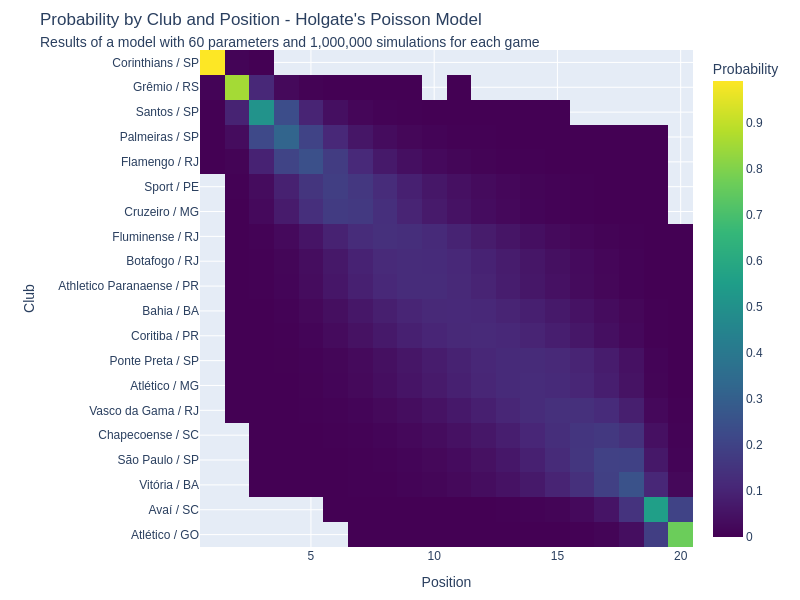 Probability by Club and Position - Holgate's Poisson Model
Results of a model with 60 parameters and 1,000,000 simulations for each game
Probability
Club
Corinthians / SP
Grêmio / RS
Santos / SP
Palmeiras / SP
Flamengo / RJ
Sport / PE
Cruzeiro / MG
Fluminense / RJ
Botafogo / RJ
Athletico Paranaense / PR
Bahia / BA
Coritiba / PR
Ponte Preta / SP
Atlético / MG
Vasco da Gama / RJ
Chapecoense / SC
São Paulo / SP
Vitória / BA
Avaí / SC
Atlético / GO
0.9
0.8
0.7
0.6
0.5
0.4
0.3
0.2
0.1
0
5 10 15 20
Position